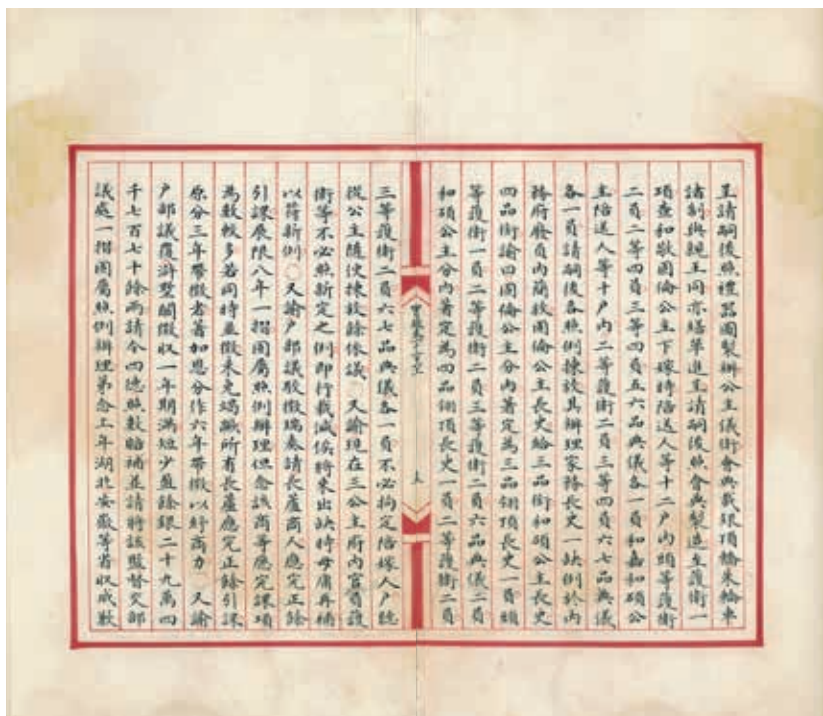 呈請嗣後照禮器圖製辦公主儀衛會典載銀頂轎朱輪車
諸制與親王同亦繕單進呈請嗣後照會典製造至護衛一
項查和敬固倫公主下嫁時陪送人等十二戶內頭等護衛
二員二等四員三等四員五六品典儀各一員和嘉和碩公
主陪送人等十戶內二等護衛二員三等四員六七品典儀
各一員請嗣後各照例揀放其辦理家務長史一缺例於內
務府廢員內簡放固倫公主長史給三品銜和碩公主長史
四品銜諭曰固倫公主分內著定為三品翎頂長史一員頭
等護衛一員二等護衛二員三等護衛二員六品典儀二員
和碩公主分內著定為四品翎頂長史一員二等護衛二員
三等護衛二員六七品典儀各一員不必拘定陪嫁人戶聽
從公主隨便揀放餘依議○又諭現在三公主府內官員護
衛等不必照新定之例即行裁減俟將來出缺時毋庸再補
以符新例○又諭戶部議駁徵瑞奏請長蘆商人應完正餘
引課展限八年一摺固屬照例辦理但念該商等應完課項
為數較多若同時並徵未免竭蹶所有長蘆應完正餘引課
原分三年帶徵者著加恩分作六年帶徵以紓商力○又諭
戶部議覆滸墅關徵收一年期滿短少盈餘銀二十九萬四
千七百七十餘兩請令四德照數賠補並請將該監督交部
議處一摺固屬照例辦理第念上年湖北安徽等省收成歉